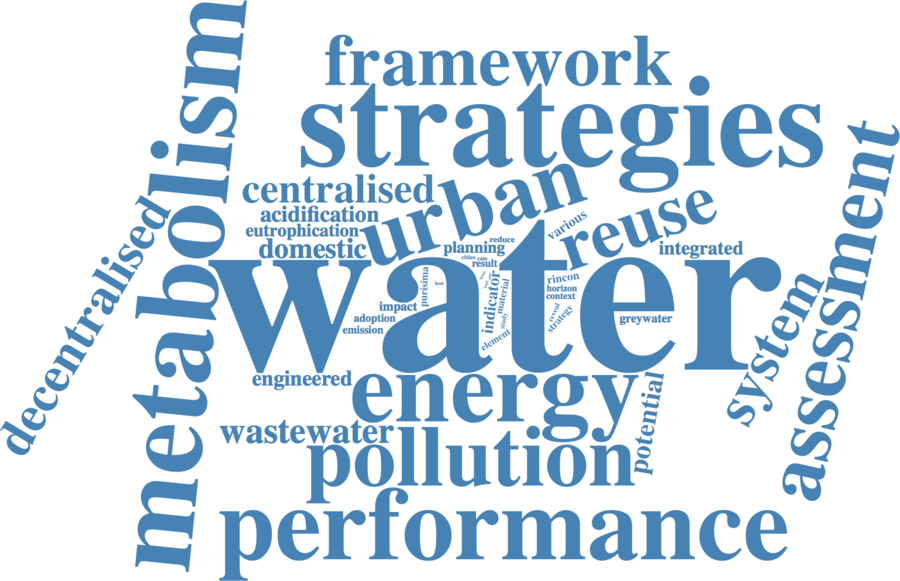 framework
strategies
metabolism
centralised
urban
acidification
eutrophication
domestic
reuse
various
integrated
assessment
decentralised
water
planning
reduce
cities
case
result
purisima
indicator
material
rincon
horizon
context
impact
adoption
emission
study
element
reveal
strategy
greywater
system
engineered
energy
potential
wastewater
pollution
performance